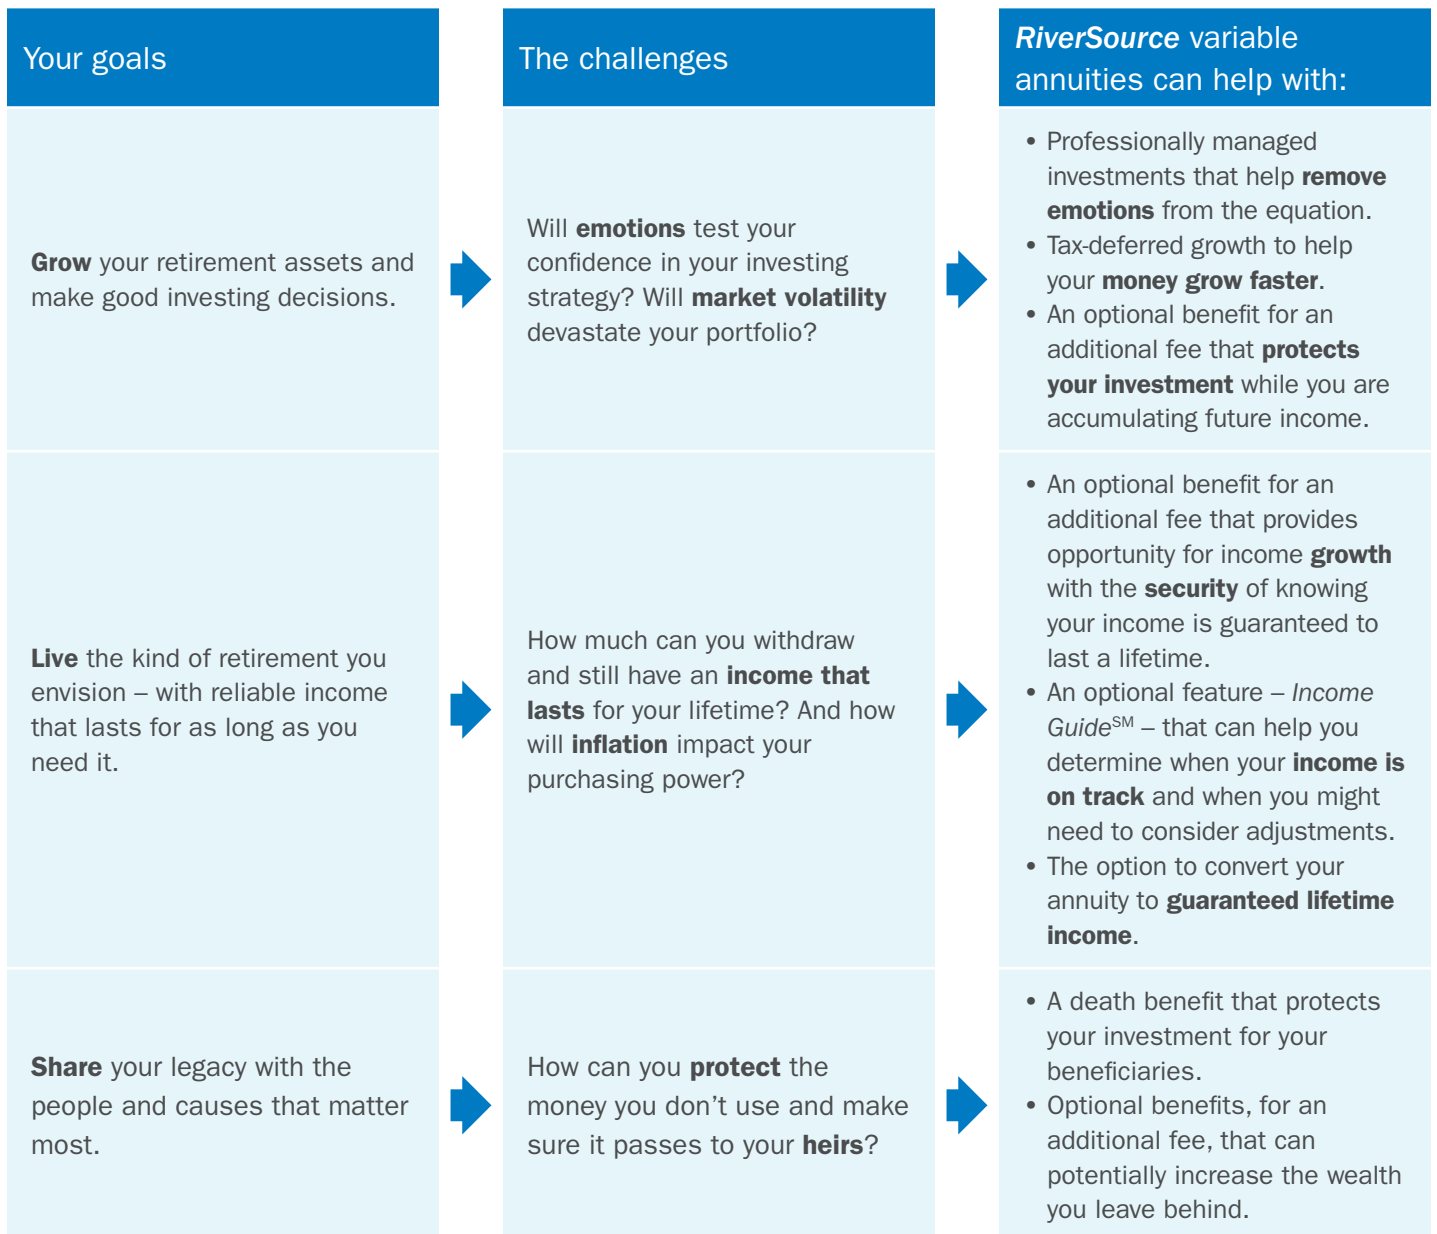 Your goals
The challenges
RiverSource variable
annuities can help with:
Grow your retirement assets and
make good investing decisions.
Will emotions test your
confidence in your investing
strategy? Will market volatility
devastate your portfolio?
• Professionally managed
investments that help remove
emotions from the equation.
• Tax-deferred growth to help
your money grow faster.
• An optional benefit for an
additional fee that protects
your investment while you are
accumulating future income.
Live the kind of retirement you
envision – with reliable income
that lasts for as long as you
need it.
How much can you withdraw
and still have an income that
lasts for your lifetime? And how
will inflation impact your
purchasing power?
• An optional benefit for an
additional fee that provides
opportunity for income growth
with the security of knowing
your income is guaranteed to
last a lifetime.
• An optional feature – Income
Guide℠ – that can help you
determine when your income is
on track and when you might
need to consider adjustments.
• The option to convert your
annuity to guaranteed lifetime
income.
Share your legacy with the
people and causes that matter
most.
How can you protect the
money you don’t use and make
sure it passes to your heirs?
• A death benefit that protects
your investment for your
beneficiaries.
• Optional benefits, for an
additional fee, that can
potentially increase the wealth
you leave behind.